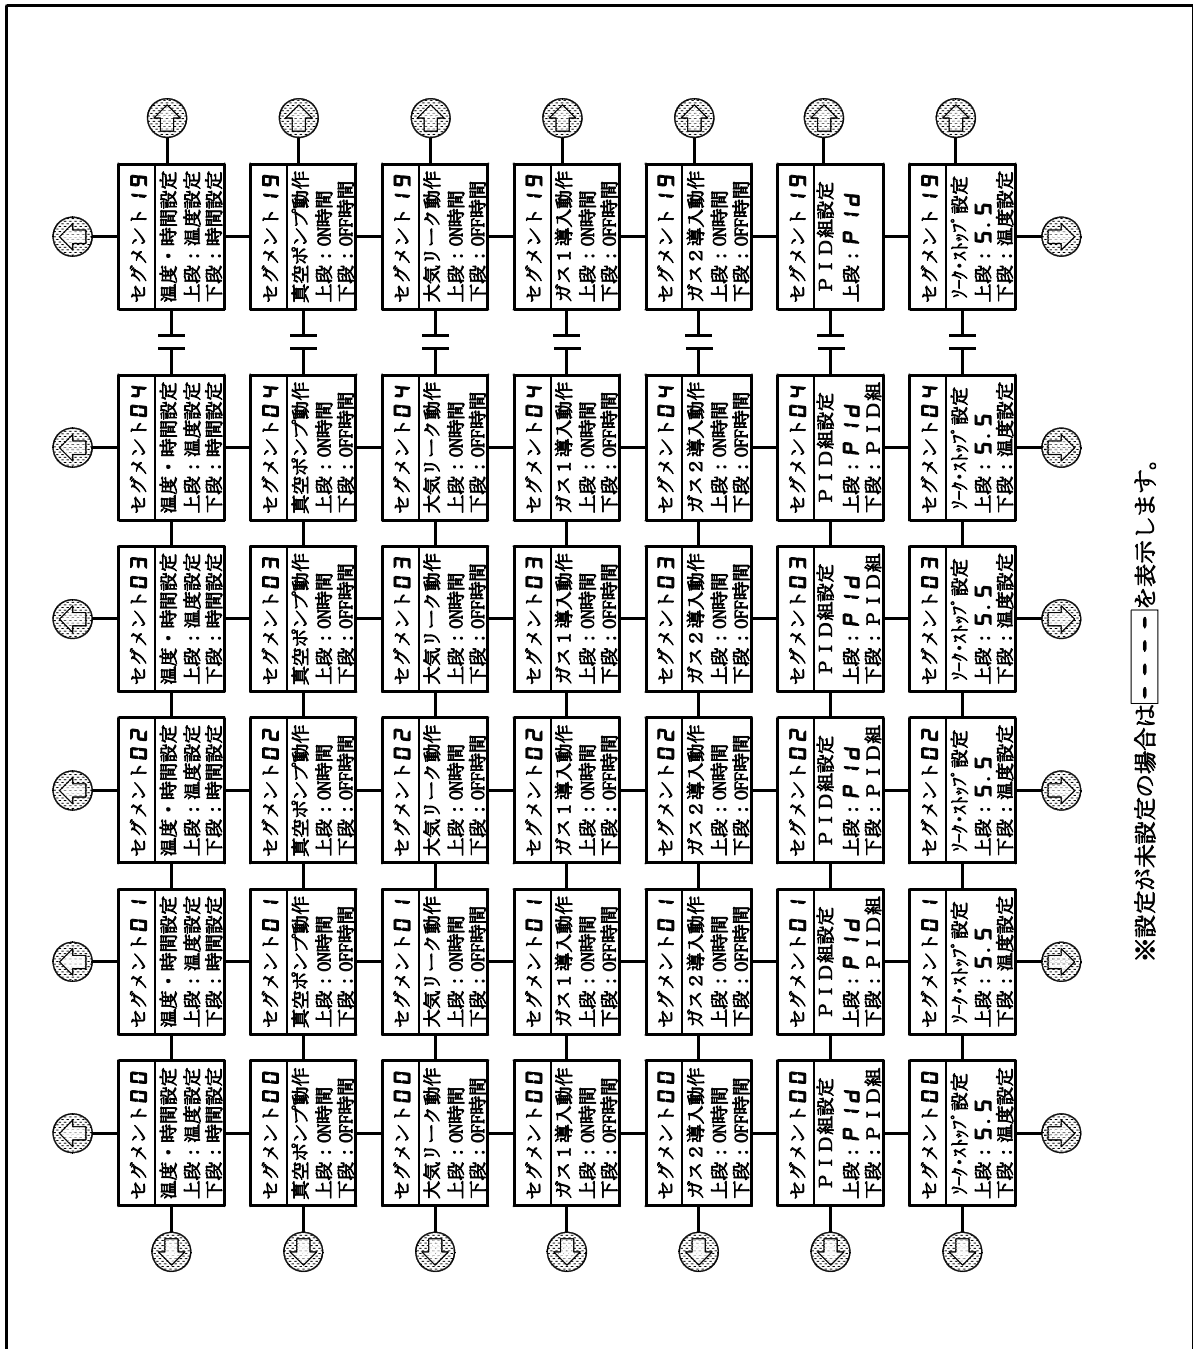 セグメント00
温度・時間設定
上段：温度設定
下段：時間設定
セグメント01
温度・時間設定
上段：温度設定
下段：時間設定
セグメント02
温度・時間設定
上段：温度設定
下段：時間設定
セグメント03
温度・時間設定
上段：温度設定
下段：時間設定
セグメント04
温度・時間設定
上段：温度設定
下段：時間設定
セグメント19
温度・時間設定
上段：温度設定
下段：時間設定
セグメント00
真空ポンプ動作
上段：ON時間
下段：OFF時間
セグメント01
真空ポンプ動作
上段：ON時間
下段：OFF時間
セグメント02
真空ポンプ動作
上段：ON時間
下段：OFF時間
セグメント03
真空ポンプ動作
上段：ON時間
下段：OFF時間
セグメント04
真空ポンプ動作
上段：ON時間
下段：OFF時間
セグメント19
真空ポンプ動作
上段：ON時間
下段：OFF時間
セグメント00
大気リーク動作
上段：ON時間
下段：OFF時間
セグメント01
大気リーク動作
上段：ON時間
下段：OFF時間
セグメント02
大気リーク動作
上段：ON時間
下段：OFF時間
セグメント03
大気リーク動作
上段：ON時間
下段：OFF時間
セグメント04
大気リーク動作
上段：ON時間
下段：OFF時間
セグメント19
大気リーク動作
上段：ON時間
下段：OFF時間
セグメント00
ガス1導入動作
上段：ON時間
下段：OFF時間
セグメント01
ガス1導入動作
上段：ON時間
下段：OFF時間
セグメント02
ガス1導入動作
上段：ON時間
下段：OFF時間
セグメント03
ガス1導入動作
上段：ON時間
下段：OFF時間
セグメント04
ガス1導入動作
上段：ON時間
下段：OFF時間
セグメント19
ガス1導入動作
上段：ON時間
下段：OFF時間
セグメント00
ガス2導入動作
上段：ON時間
下段：OFF時間
セグメント01
ガス2導入動作
上段：ON時間
下段：OFF時間
セグメント02
ガス2導入動作
上段：ON時間
下段：OFF時間
セグメント03
ガス2導入動作
上段：ON時間
下段：OFF時間
セグメント04
ガス2導入動作
上段：ON時間
下段：OFF時間
セグメント19
ガス2導入動作
上段：ON時間
下段：OFF時間
セグメント00
ＰＩＤ組設定
上段：PId
下段：ＰＩＤ組
セグメント01
ＰＩＤ組設定
上段：PId
下段：ＰＩＤ組
セグメント02
ＰＩＤ組設定
上段：PId
下段：ＰＩＤ組
セグメント03
ＰＩＤ組設定
上段：PId
下段：ＰＩＤ組
セグメント04
ＰＩＤ組設定
上段：PId
下段：ＰＩＤ組
セグメント19
ＰＩＤ組設定
上段：PId
セグメント00
ｿｰｸ・ｽﾄｯﾌﾟ設定
上段：S.S
下段：温度設定
セグメント01
ｿｰｸ・ｽﾄｯﾌﾟ設定
上段：S.S
下段：温度設定
セグメント02
ｿｰｸ・ｽﾄｯﾌﾟ設定
上段：S.S
下段：温度設定
セグメント03
ｿｰｸ・ｽﾄｯﾌﾟ設定
上段：S.S
下段：温度設定
セグメント04
ｿｰｸ・ｽﾄｯﾌﾟ設定
上段：S.S
下段：温度設定
セグメント19
ｿｰｸ・ｽﾄｯﾌﾟ設定
上段：S.S
下段：温度設定
※設定が未設定の場合は----を表示します。